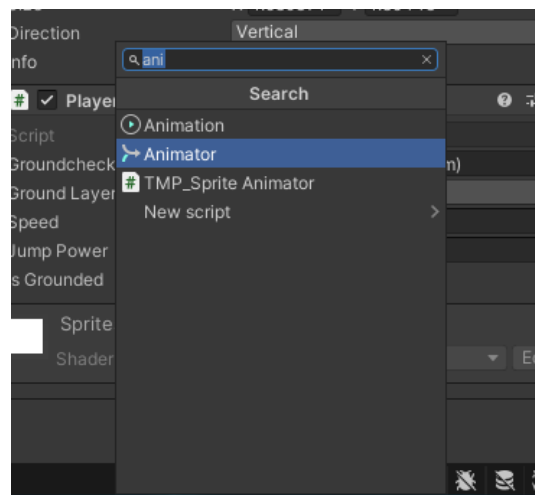 Direction Vertical
nfo
ani
Search
Player
Animation
Script
Animator
Groundcheck m)
TMP_Sprite Animator
Ground Layer
New script
Speed
Jump Power
s Grounded
Sprite
Shader